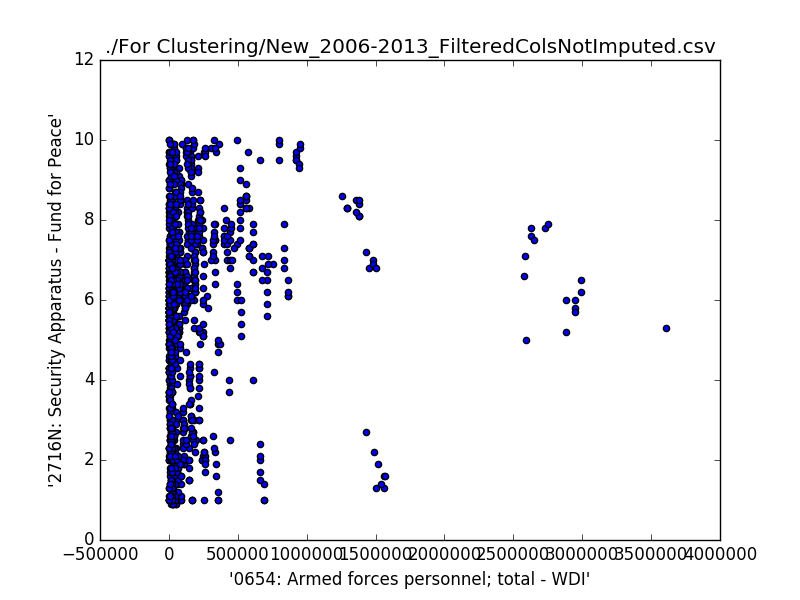 ./For Clustering/New_2006-2013_FilteredColsNotImputed.csv
'2716N: Security Apparatus - Fund for Peace'
12
10
8
6
4
2
0
−500000 0 500000 1000000 1500000 2000000 2500000 3000000 3500000 4000000
'0654: Armed forces personnel; total - WDI'